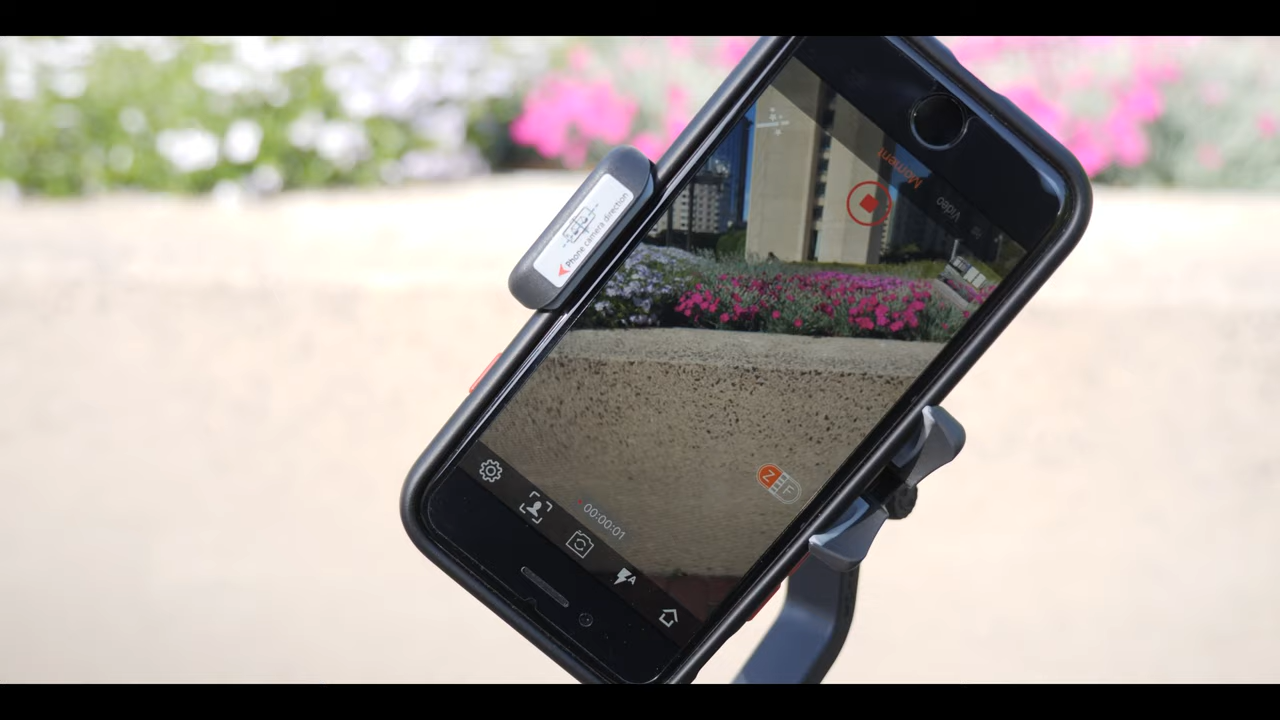 Phone camera direction
Moment
Video
Z F
00:00:01
A